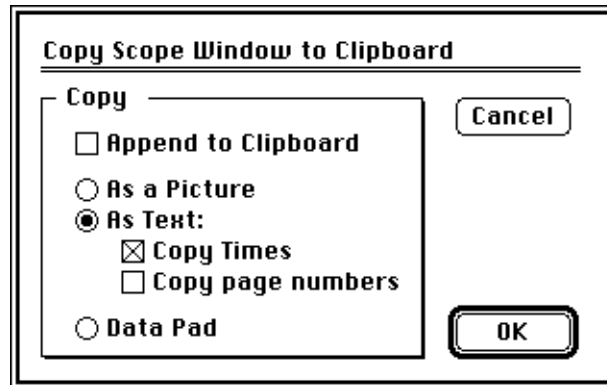 Copy Scope Window to Clipboard
Copy
Cancel
Append to Clipboard
As a Picture
As Text:
Copy Times
Copy page numbers
Data Pad
OK